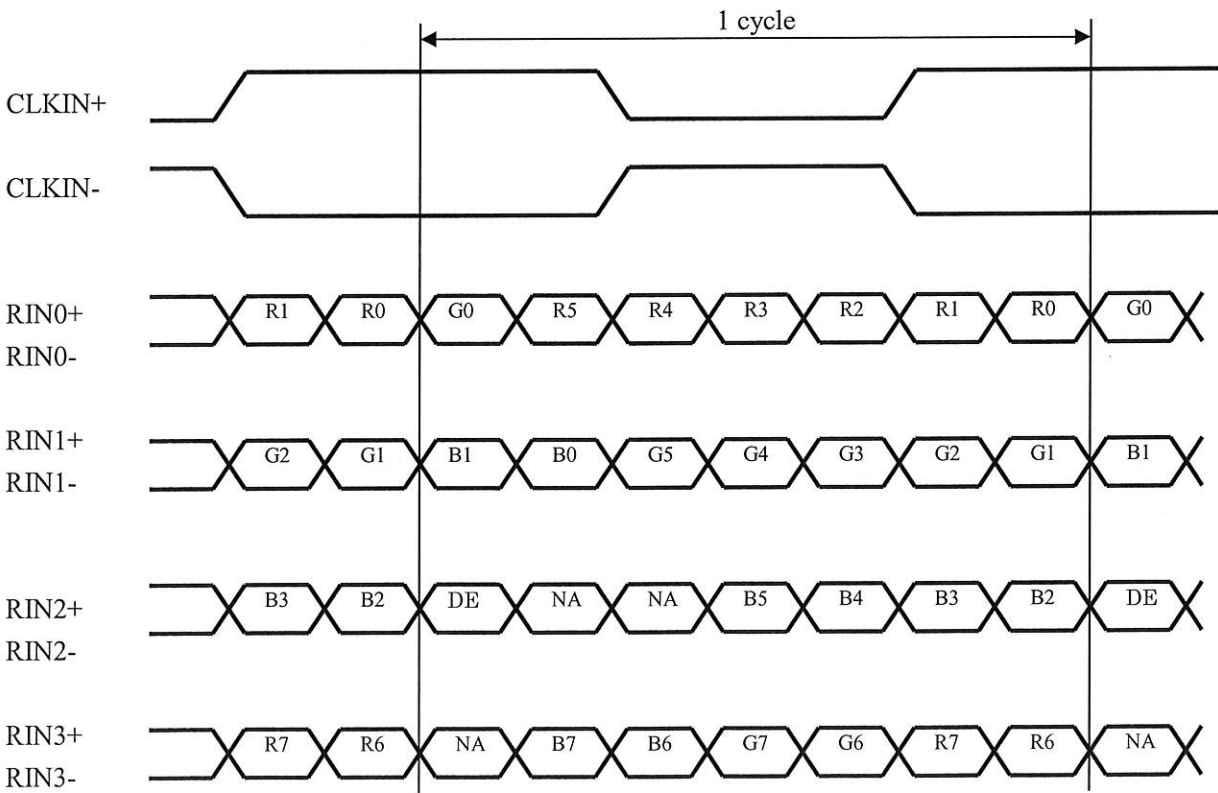 1 cycle
CLKIN+
CLKIN-
RIN0+
R1 R0 G0 R5 R4 R3 R2 R1 R0 G0
RIN0-
RIN1+
G2 G1 B1 B0 G5 G4 G3 G2 G1 B1
RIN1-
B3 B2 DE NA NA B5 B4 B3 B2 DE
RIN2+
RIN2-
RIN3+
R7 R6 NA B7 B6 G7 G6 R7 R6 NA
RIN3-